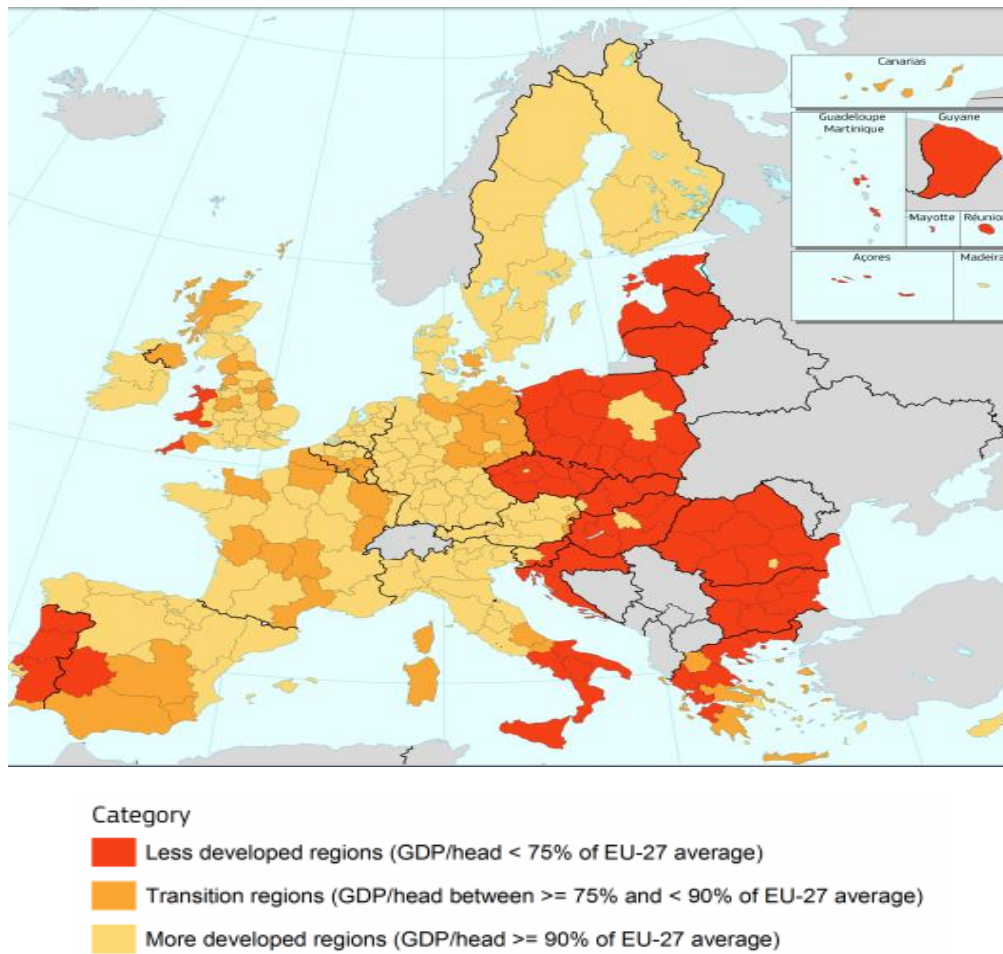 Canarias
Guadeloupe
Martinique
Guyane
Mayotte
Réunion
Açores
Madeira
Category
Less developed regions (GDP/head < 75% of EU-27 average)
Transition regions (GDP/head between >= 75% and < 90% of EU-27 average)
More developed regions (GDP/head >= 90% of EU-27 average)